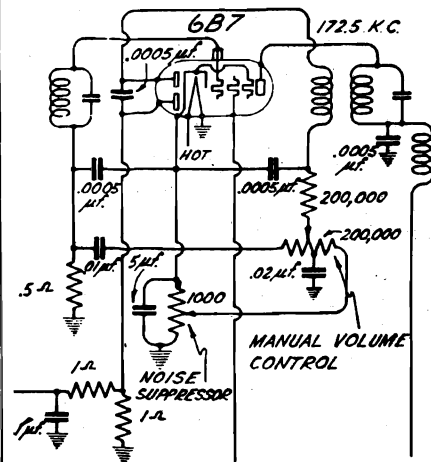 6B7
172.5 K.C.
.0005 μf.
HOT
.0005
μf.
.0005 μf.
.0005
μf.
200,000
200,000
.01 μf.
5 μf.
.02 μf.
.5 Ω
1000
MANUAL VOLUME
CONTROL
NOISE
SUPPRESSOR
1 Ω
1 Ω
.1 μf.